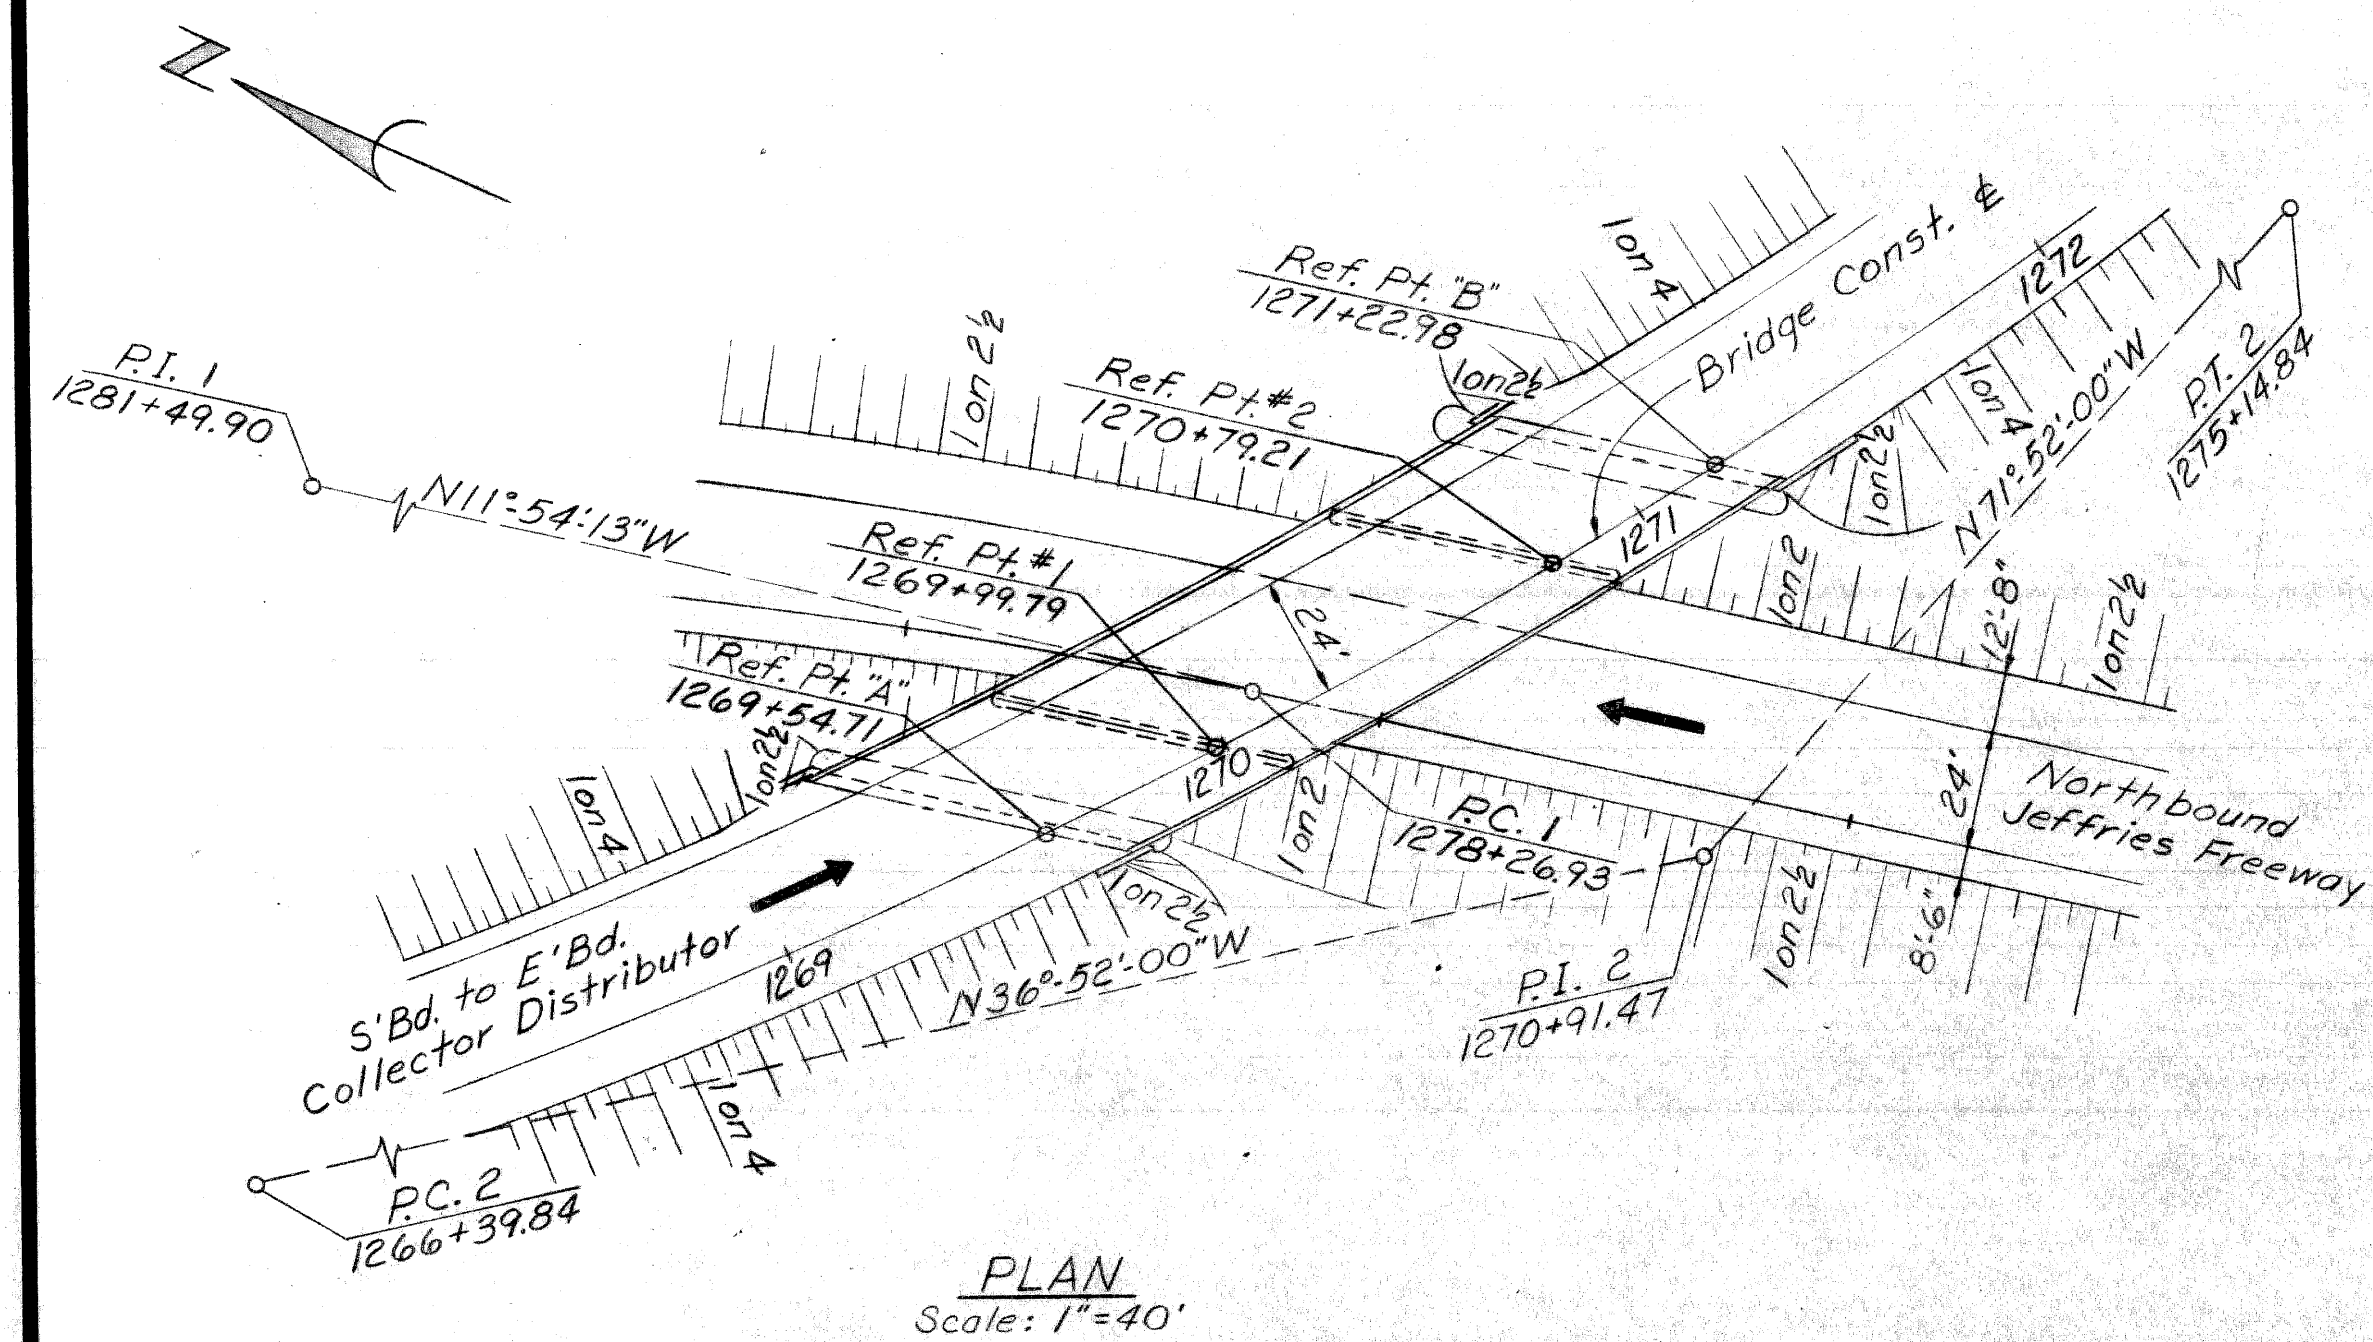 N
P.I. 1
1281+49.90
N11°-54'-13"W
1 on 2½
Ref. Pt. "B"
1271+22.98
Ref. Pt. #2
1270+79.21
Ref. Pt. #1
1269+99.79
Ref. Pt. "A"
1269+54.71
1 on 4
1 on 2½
Bridge Const. ℄
1272
1271
1270
1269
1 on 4
1 on 2½
N71°-52'-00"W
P.T. 2
1275+14.84
1 on 2
12'-8"
1 on 2½
24'
24'
Northbound
Jeffries Freeway
8'-6"
1 on 2½
P.C. 1
1278+26.93
1 on 2
1 on 2½
1 on 4
1 on 2½
S'Bd. to E'Bd.
Collector Distributor
N36°-52'-00"W
P.I. 2
1270+91.47
1 on 4
P.C. 2
1266+39.84
PLAN
Scale: 1"=40'